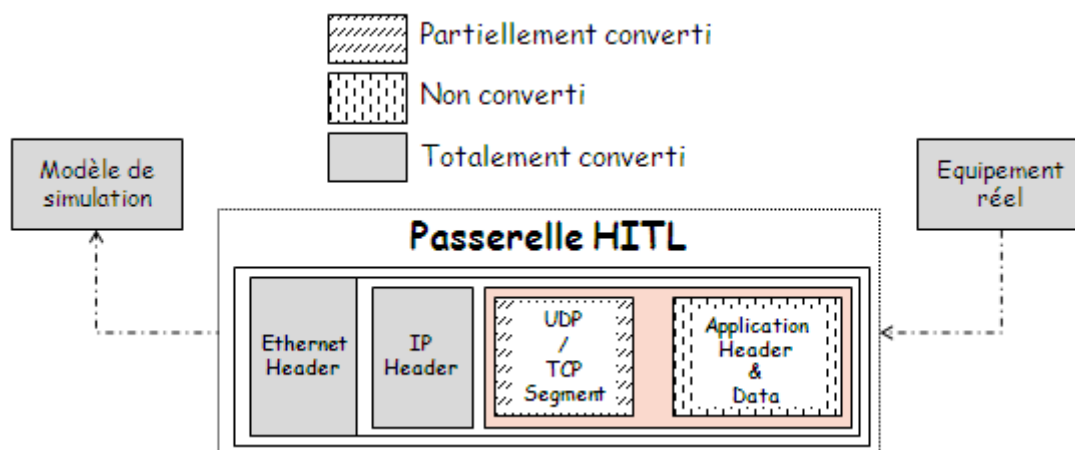 Partiellement converti
Non converti
Totalement converti
Modèle de
simulation
Equipement
réel
Passerelle HITL
Ethernet
Header
IP
Header
UDP
/
TCP
Segment
Application
Header
&
Data